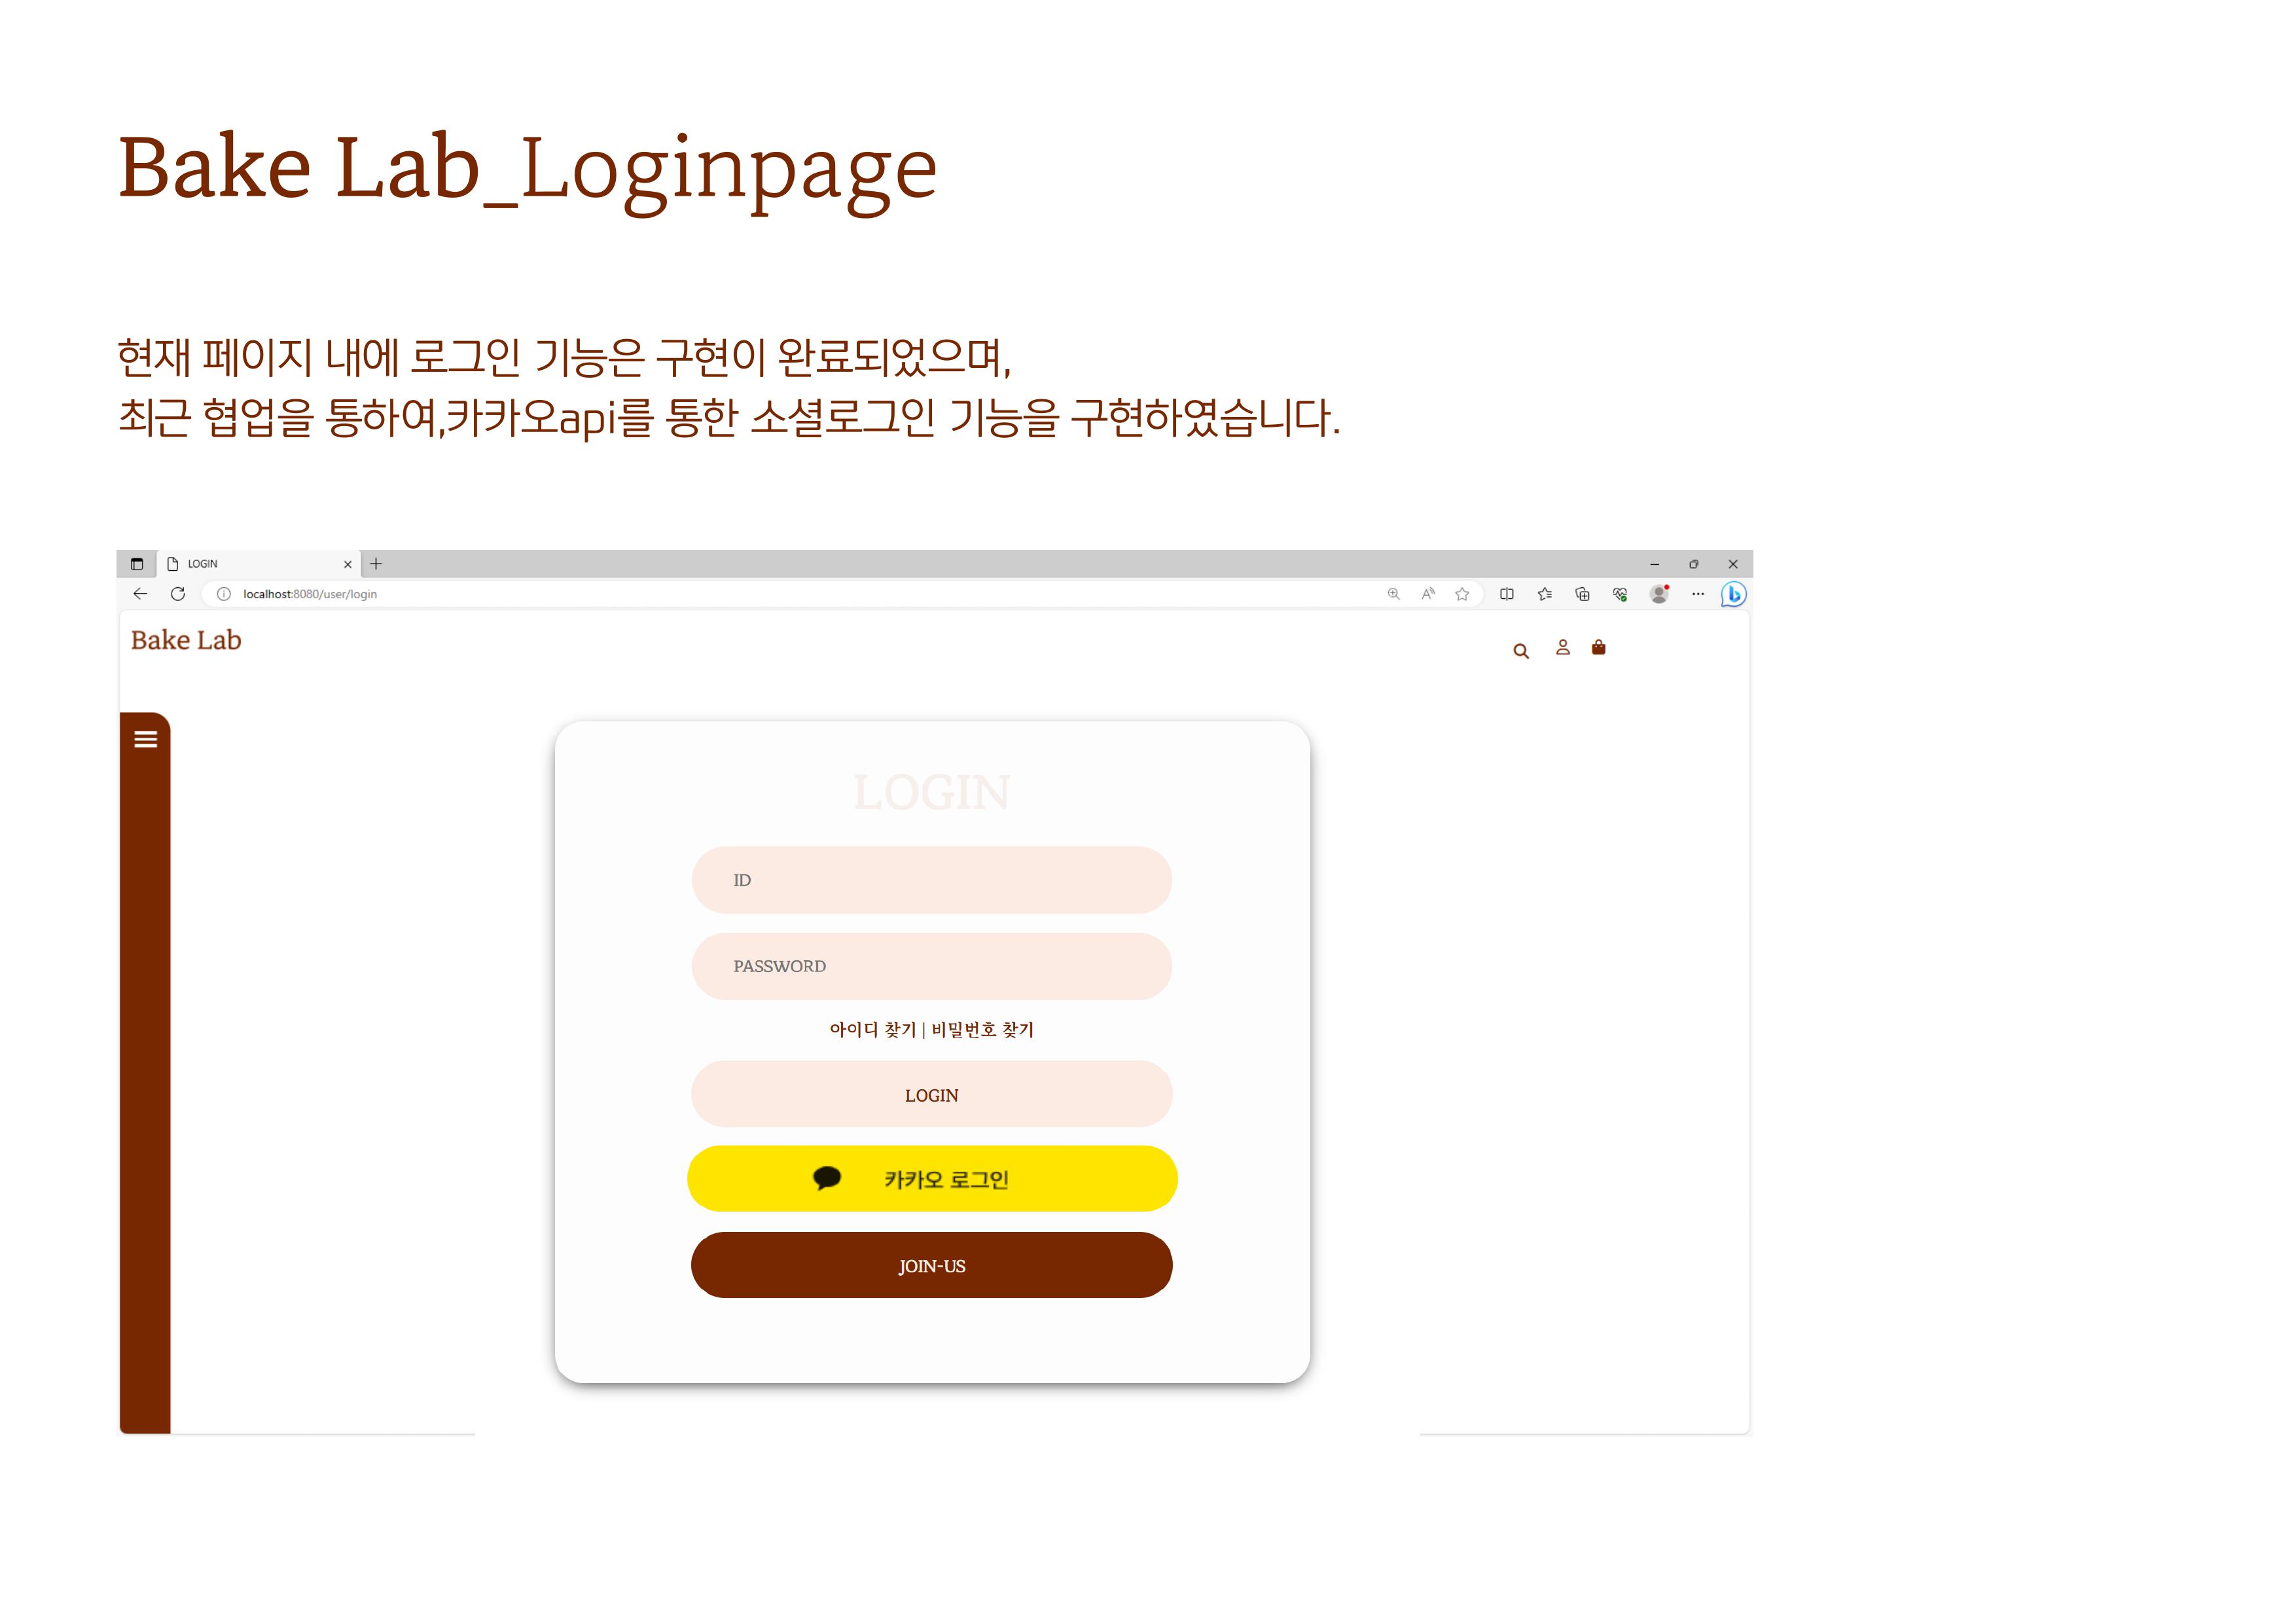 Bake Lab_Loginpage
현재 페이지 내에 로그인 기능은 구현이 완료되었으며,
최근 협업을 통하여,카카오api를 통한 소셜로그인 기능을 구현하였습니다.
LOGIN
localhost:8080/user/login
Bake Lab
LOGIN
ID
PASSWORD
아이디 찾기 | 비밀번호 찾기
LOGIN
카카오 로그인
JOIN-US